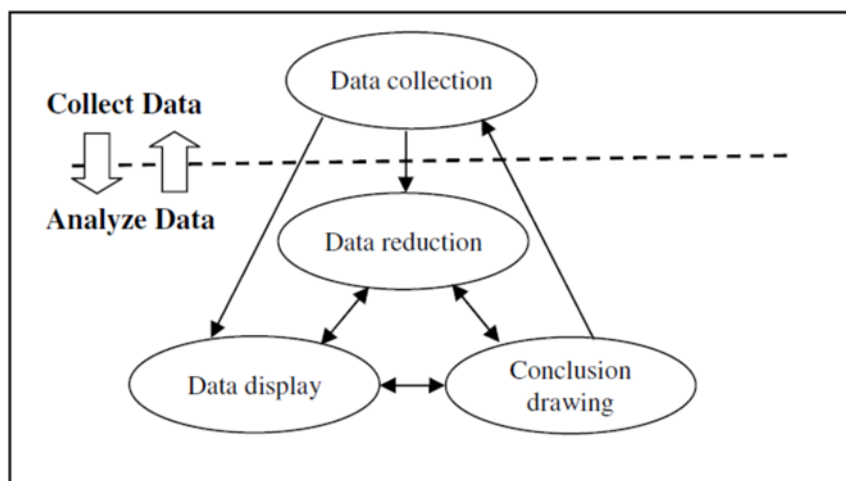 Data collection
Collect Data
Analyze Data
Data reduction
Data display
Conclusion
drawing